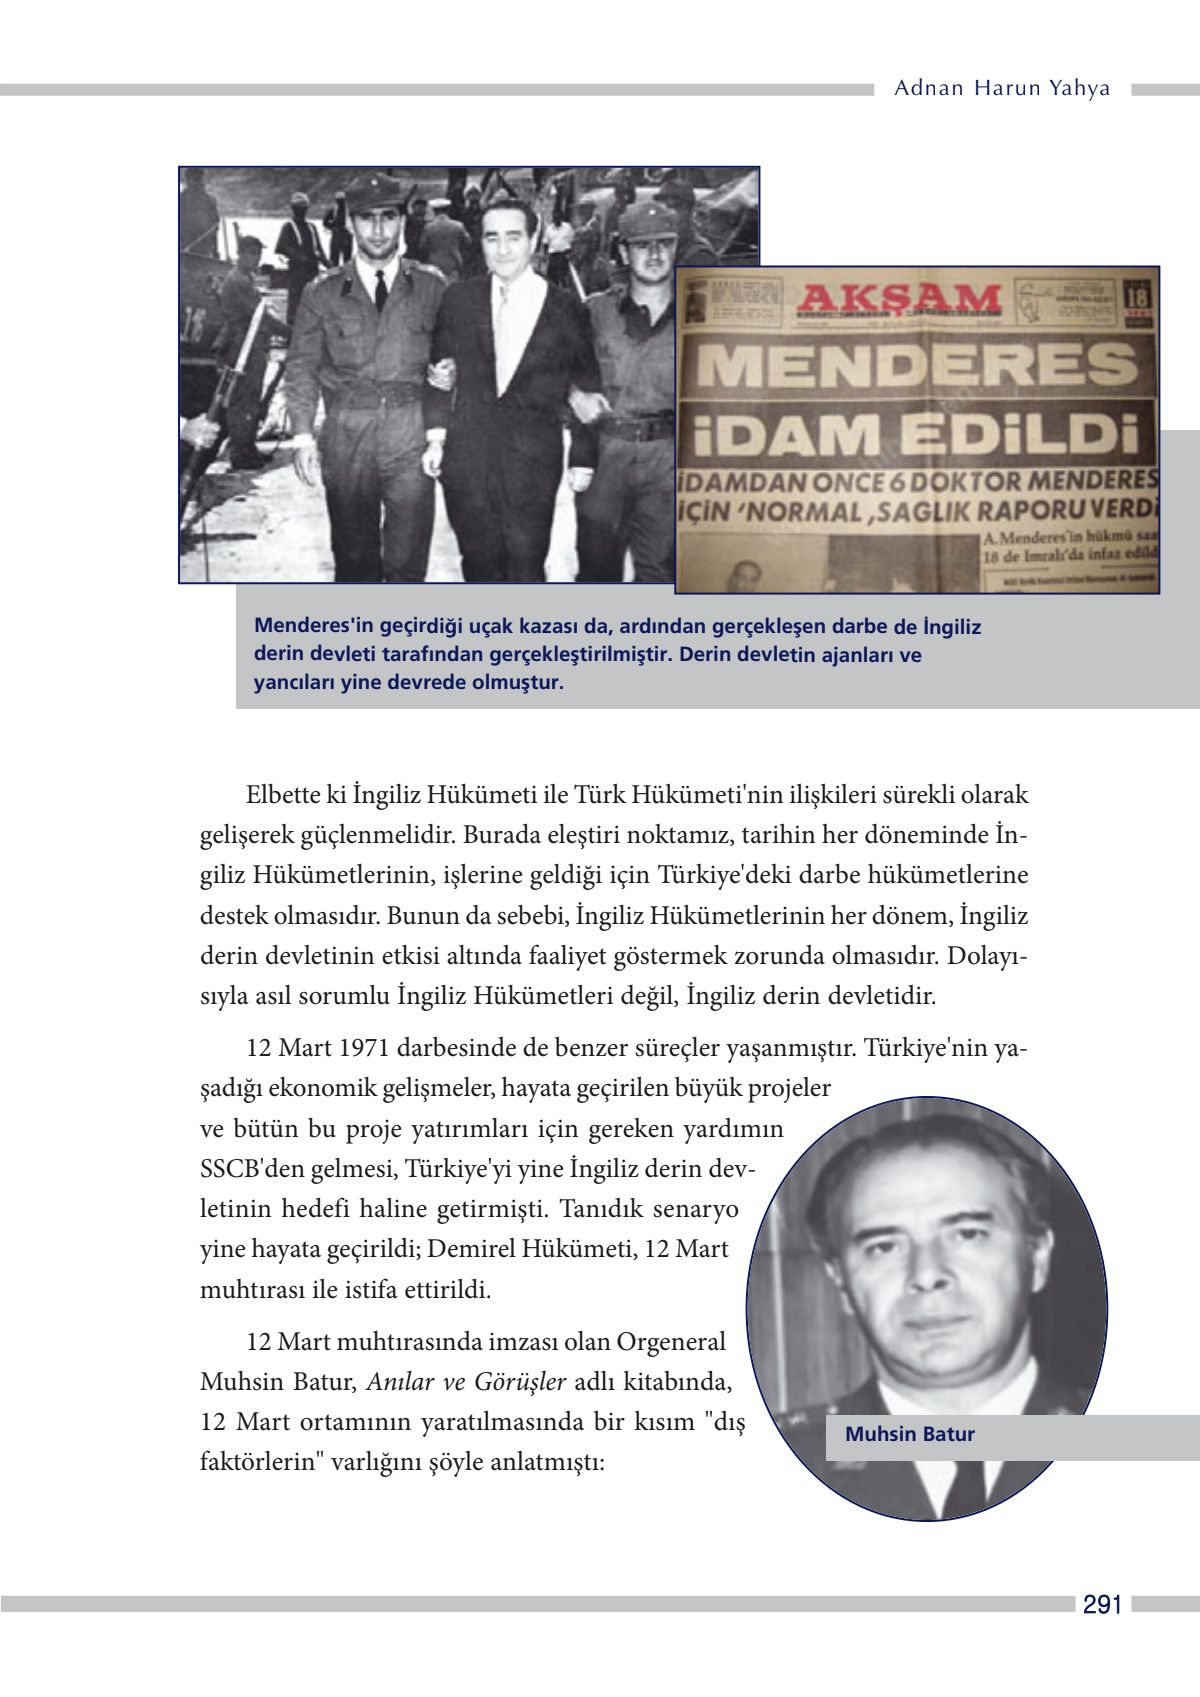 Adnan Harun Yahya
AKŞAM
18
MENDERES
İDAM EDİLDİ
İDAMDAN ONCE 6 DOKTOR MENDERES
İÇİN 'NORMAL, SAGLIK RAPORU VERDİ
A.Menderes'in hükmü saa
18 de Imralı'da infaz edild
Menderes'in geçirdiği uçak kazası da, ardından gerçekleşen darbe de İngiliz
derin devleti tarafından gerçekleştirilmiştir. Derin devletin ajanları ve
yancıları yine devrede olmuştur.
Elbette ki İngiliz Hükümeti ile Türk Hükümeti'nin ilişkileri sürekli olarak
gelişerek güçlenmelidir. Burada eleştiri noktamız, tarihin her döneminde İn-
giliz Hükümetlerinin, işlerine geldiği için Türkiye'deki darbe hükümetlerine
destek olmasıdır. Bunun da sebebi, İngiliz Hükümetlerinin her dönem, İngiliz
derin devletinin etkisi altında faaliyet göstermek zorunda olmasıdır. Dolayı-
sıyla asıl sorumlu İngiliz Hükümetleri değil, İngiliz derin devletidir.
12 Mart 1971 darbesinde de benzer süreçler yaşanmıştır. Türkiye'nin ya-
şadığı ekonomik gelişmeler, hayata geçirilen büyük projeler
ve bütün bu proje yatırımları için gereken yardımın
SSCB'den gelmesi, Türkiye'yi yine İngiliz derin dev-
letinin hedefi haline getirmişti. Tanıdık senaryo
yine hayata geçirildi; Demirel Hükümeti, 12 Mart
muhtırası ile istifa ettirildi.
12 Mart muhtırasında imzası olan Orgeneral
Muhsin Batur, Anılar ve Görüşler adlı kitabında,
12 Mart ortamının yaratılmasında bir kısım "dış
faktörlerin" varlığını şöyle anlatmıştı:
Muhsin Batur
291